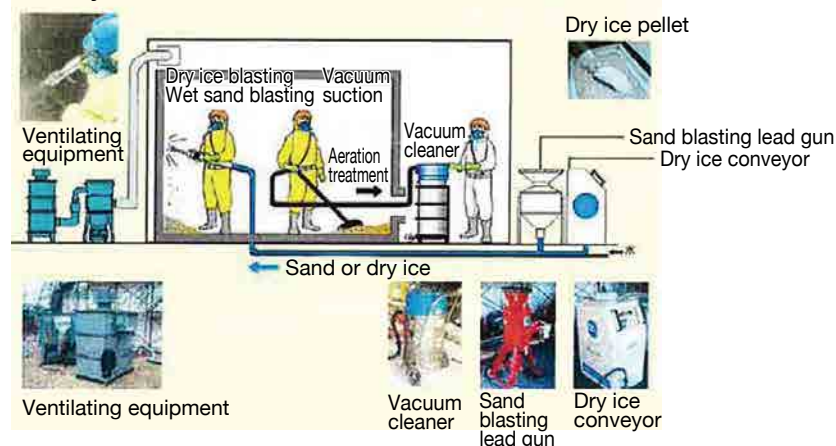 Dry ice pellet
Dry ice blasting
Wet sand blasting
Vacuum
suction
Ventilating
equipment
Aeration
treatment
Vacuum
cleaner
Sand blasting lead gun
Dry ice conveyor
水
Sand or dry ice
Ventilating equipment
Vacuum
cleaner
Sand
blasting
lead gun
Dry ice
conveyor